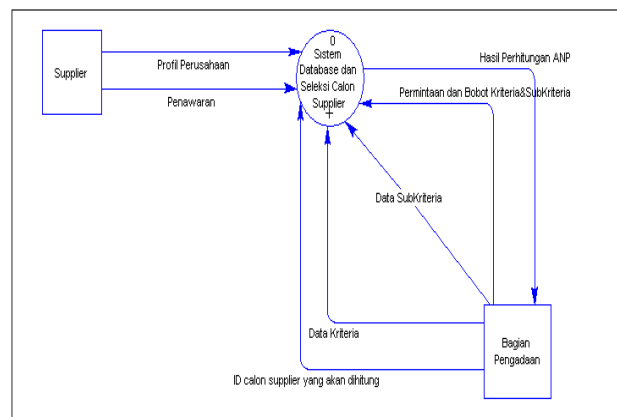 Supplier
Profil Perusahaan
Penawaran
0
Sistem
Database dan
Seleksi Calon
Supplier
+
Hasil Perhitungan ANP
Permintaan dan Bobot Kriteria&SubKriteria
Data SubKriteria
Data Kriteria
ID calon supplier yang akan dihitung
Bagian
Pengadaan